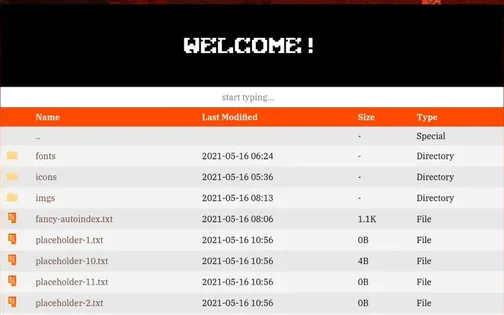 WELCOME!
start typing...
Name Last Modified Size Type
.. - Special
fonts 2021-05-16 06:24 - Directory
icons 2021-05-16 05:36 - Directory
imgs 2021-05-16 08:13 - Directory
fancy-autoindex.txt 2021-05-16 08:06 1.1K File
placeholder-1.txt 2021-05-16 10:56 0B File
placeholder-10.txt 2021-05-16 10:56 4B File
placeholder-11.txt 2021-05-16 10:56 0B File
placeholder-2.txt 2021-05-16 10:56 0B File